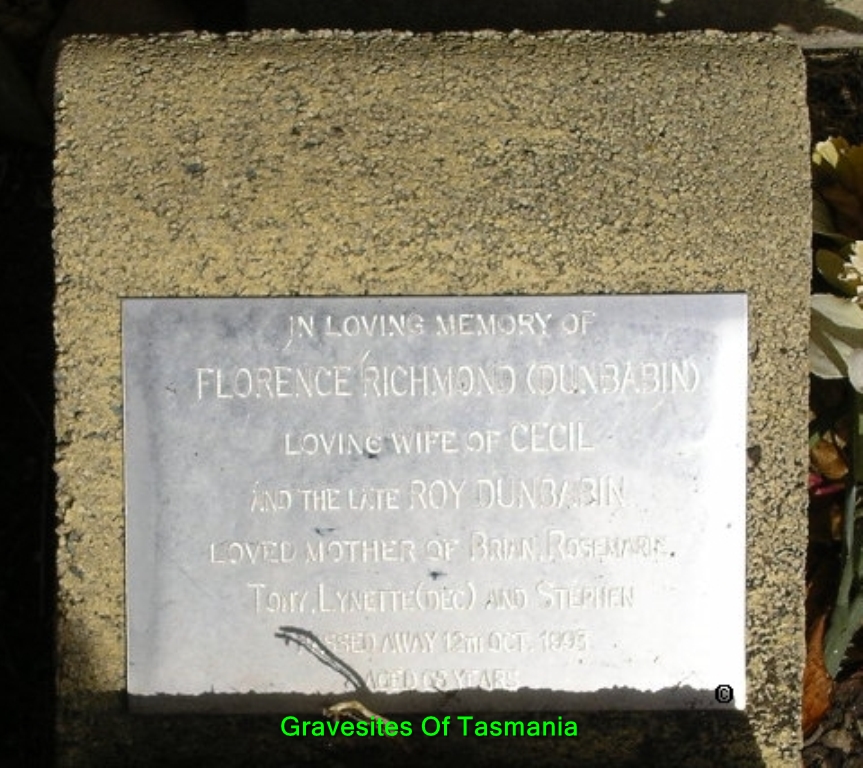 IN LOVING MEMORY OF
FLORENCE RICHMOND (DUNBABIN)
LOVING WIFE OF CECIL
AND THE LATE ROY DUNBABIN
LOVED MOTHER OF BRIAN, ROSEMARIE,
TONY, LYNETTE (DEC) AND STEPHEN
PASSED AWAY 12TH OCT.
AGED YEARS
©
Gravesites Of Tasmania